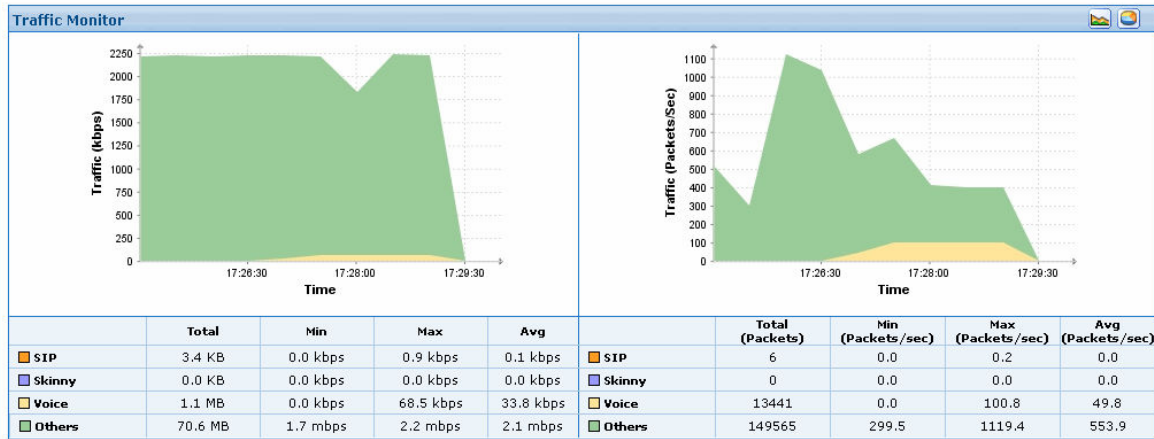 Traffic Monitor
Traffic (kbps)
2250
2000
1750
1500
1250
1000
750
500
250
0
17:26:30 17:28:00 17:29:30
Time
Traffic (Packets/Sec)
1100
1000
900
800
700
600
500
400
300
200
100
0
17:26:30 17:28:00 17:29:30
Time
Total Min Max Avg
SIP 3.4 KB 0.0 kbps 0.9 kbps 0.1 kbps
Skinny 0.0 KB 0.0 kbps 0.0 kbps 0.0 kbps
Voice 1.1 MB 0.0 kbps 68.5 kbps 33.8 kbps
Others 70.6 MB 1.7 mbps 2.2 mbps 2.1 mbps
Total Min Max Avg
(Packets) (Packets/sec) (Packets/sec) (Packets/sec)
SIP 6 0.0 0.2 0.0
Skinny 0 0.0 0.0 0.0
Voice 13441 0.0 100.8 49.8
Others 149565 299.5 1119.4 553.9